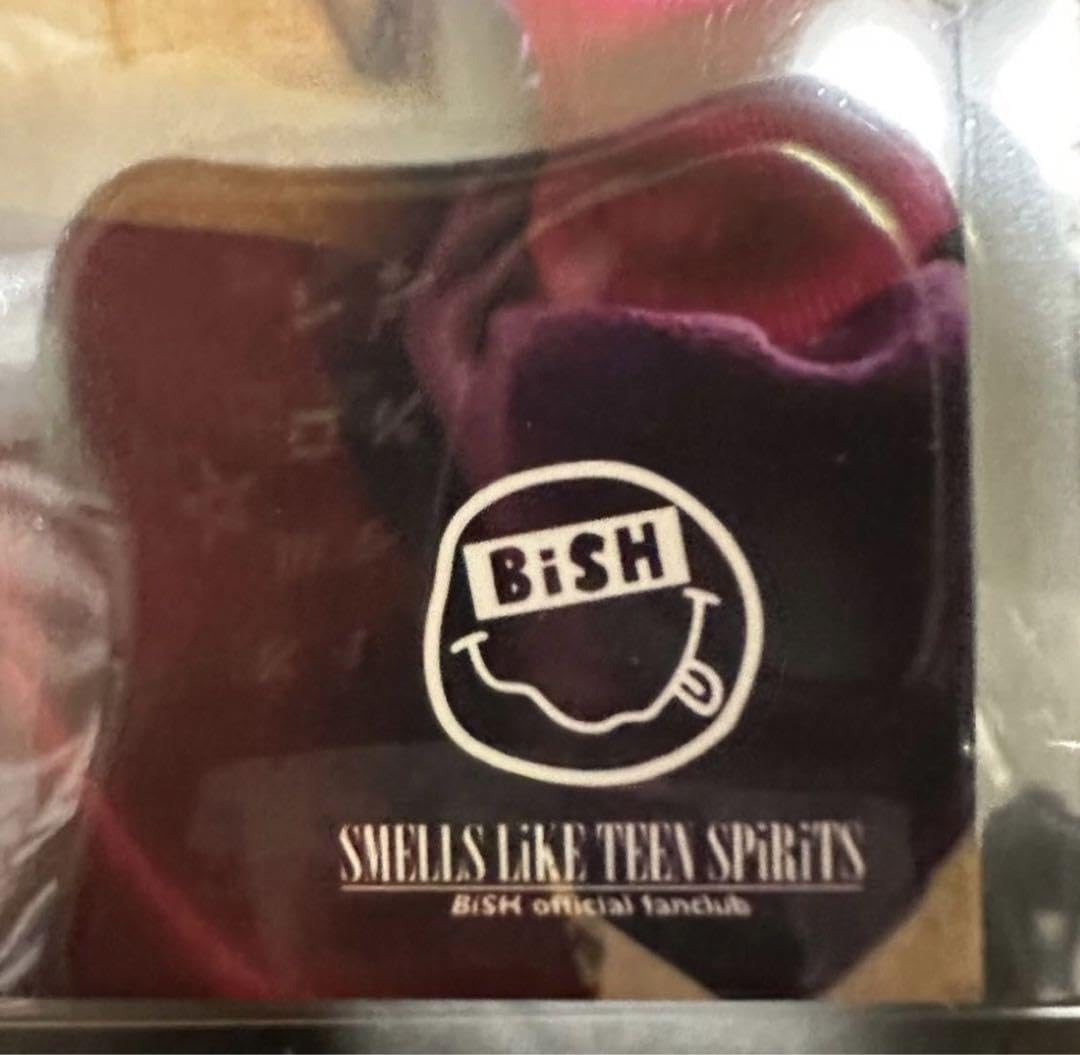 BiSH
SMELLS LiKE TEEN SPiRiTS
BiSH official fanclub